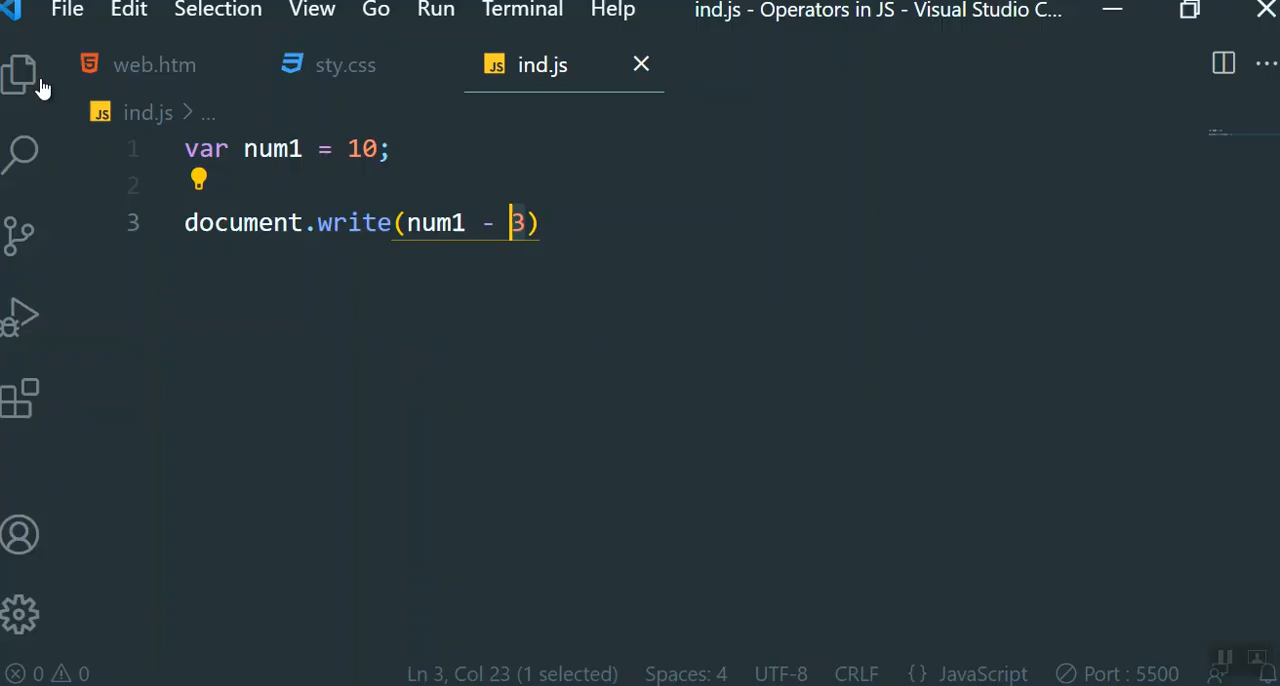 File Edit Selection View Go Run Terminal Help ind.js - Operators in JS - Visual Studio C...
web.htm sty.css JS ind.js
JS ind.js > ...
1 var num1 = 10;
2
3 document.write(num1 - 3)
0 0 Ln 3, Col 23 (1 selected) Spaces: 4 UTF-8 CRLF {} JavaScript Port : 5500